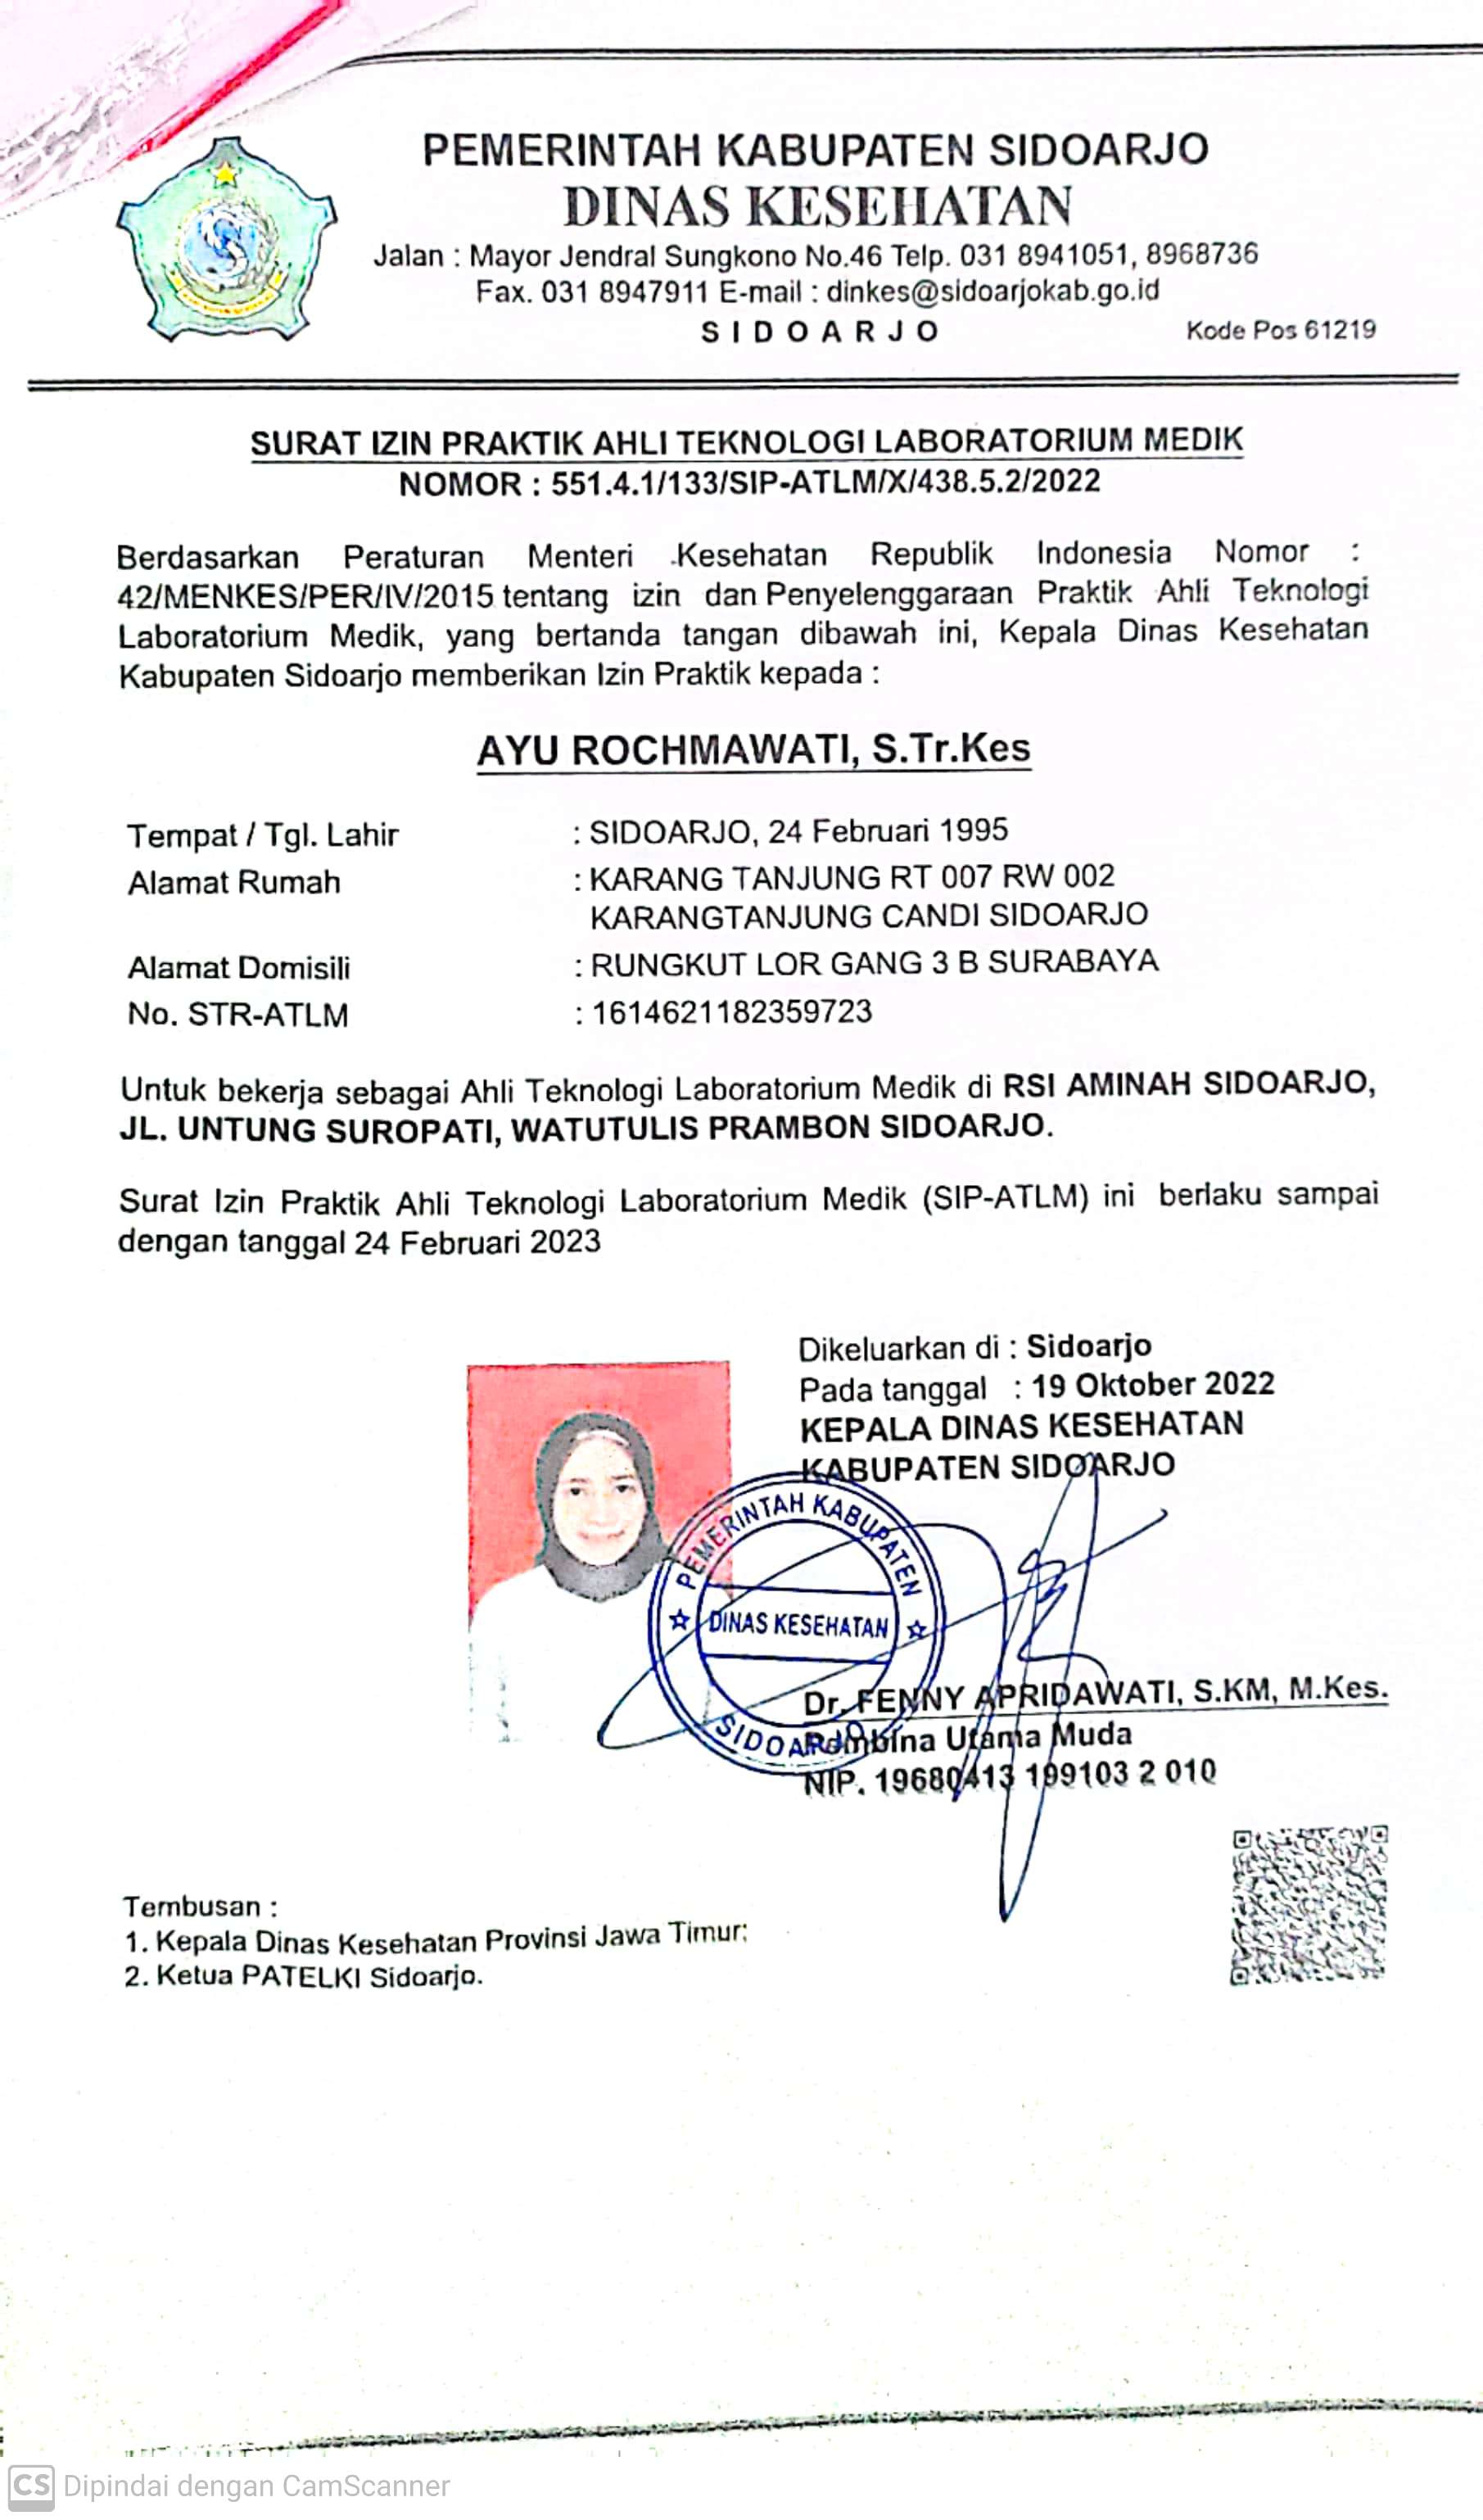 PEMERINTAH KABUPATEN SIDOARJO
DINAS KESEHATAN
Jalan : Mayor Jendral Sungkono No.46 Telp. 031 8941051, 8968736
Fax. 031 8947911 E-mail : dinkes@sidoarjokab.go.id
S I D O A R J O Kode Pos 61219
SURAT IZIN PRAKTIK AHLI TEKNOLOGI LABORATORIUM MEDIK
NOMOR : 551.4.1/133/SIP-ATLM/X/438.5.2/2022
Berdasarkan Peraturan Menteri Kesehatan Republik Indonesia Nomor :
42/MENKES/PER/IV/2015 tentang izin dan Penyelenggaraan Praktik Ahli Teknologi
Laboratorium Medik, yang bertanda tangan dibawah ini, Kepala Dinas Kesehatan
Kabupaten Sidoarjo memberikan Izin Praktik kepada :
AYU ROCHMAWATI, S.Tr.Kes
Tempat / Tgl. Lahir : SIDOARJO, 24 Februari 1995
Alamat Rumah : KARANG TANJUNG RT 007 RW 002
KARANGTANJUNG CANDI SIDOARJO
Alamat Domisili : RUNGKUT LOR GANG 3 B SURABAYA
No. STR-ATLM : 1614621182359723
Untuk bekerja sebagai Ahli Teknologi Laboratorium Medik di RSI AMINAH SIDOARJO,
JL. UNTUNG SUROPATI, WATUTULIS PRAMBON SIDOARJO.
Surat Izin Praktik Ahli Teknologi Laboratorium Medik (SIP-ATLM) ini berlaku sampai
dengan tanggal 24 Februari 2023
Dikeluarkan di : Sidoarjo
Pada tanggal : 19 Oktober 2022
KEPALA DINAS KESEHATAN
KABUPATEN SIDOARJO
PEMERINTAH KABUPATEN
DINAS KESEHATAN
SIDOARJO
Dr. FENNY APRIDAWATI, S.KM, M.Kes.
Pembina Utama Muda
NIP. 19680413 199103 2 010
Tembusan :
1. Kepala Dinas Kesehatan Provinsi Jawa Timur;
2. Ketua PATELKI Sidoarjo.
CS Dipindai dengan CamScanner